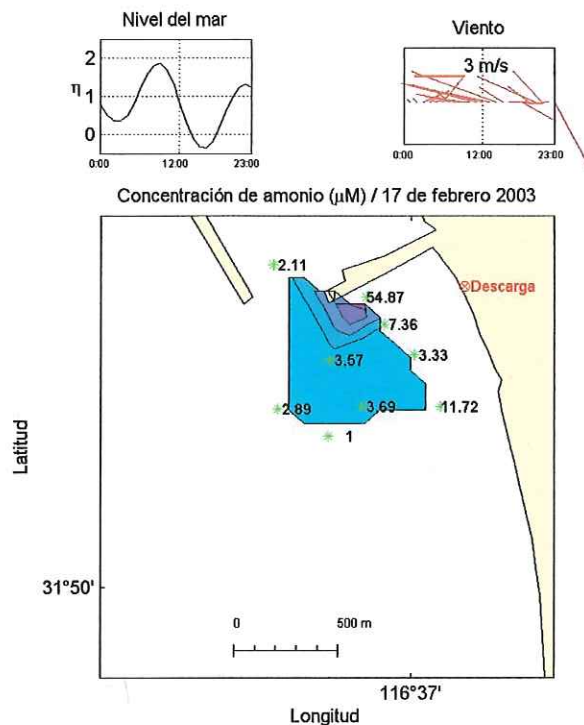 Nivel del mar
2
1
0
η
0:00 12:00 23:00
Viento
3 m/s
0:00 12:00 23:00
Concentración de amonio (µM) / 17 de febrero 2003
2.11
54.87
Descarga
7.36
3.57
3.33
2.89
3.69
11.72
1
Latitud
31°50'
0 500 m
116°37'
Longitud